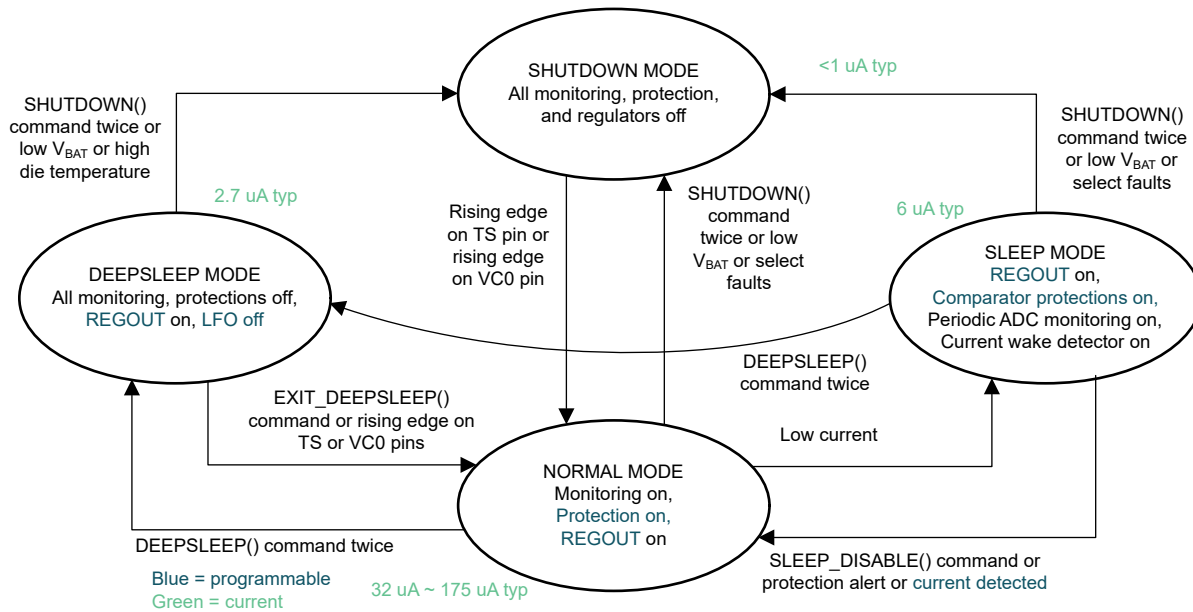 SHUTDOWN MODE
All monitoring, protection,
and regulators off
<1 uA typ
SHUTDOWN()
command twice or
low VBAT or high
die temperature
SHUTDOWN()
command twice
or low VBAT or
select faults
2.7 uA typ
Rising edge
on TS pin or
rising edge
on VC0 pin
SHUTDOWN()
command
twice or low
VBAT or select
faults
6 uA typ
DEEPSLEEP MODE
All monitoring, protections off,
REGOUT on, LFO off
SLEEP MODE
REGOUT on,
Comparator protections on,
Periodic ADC monitoring on,
Current wake detector on
DEEPSLEEP()
command twice
EXIT_DEEPSLEEP()
command or rising edge on
TS or VC0 pins
Low current
NORMAL MODE
Monitoring on,
Protection on,
REGOUT on
DEEPSLEEP() command twice
SLEEP_DISABLE() command or
protection alert or current detected
Blue = programmable
Green = current
32 uA ~ 175 uA typ